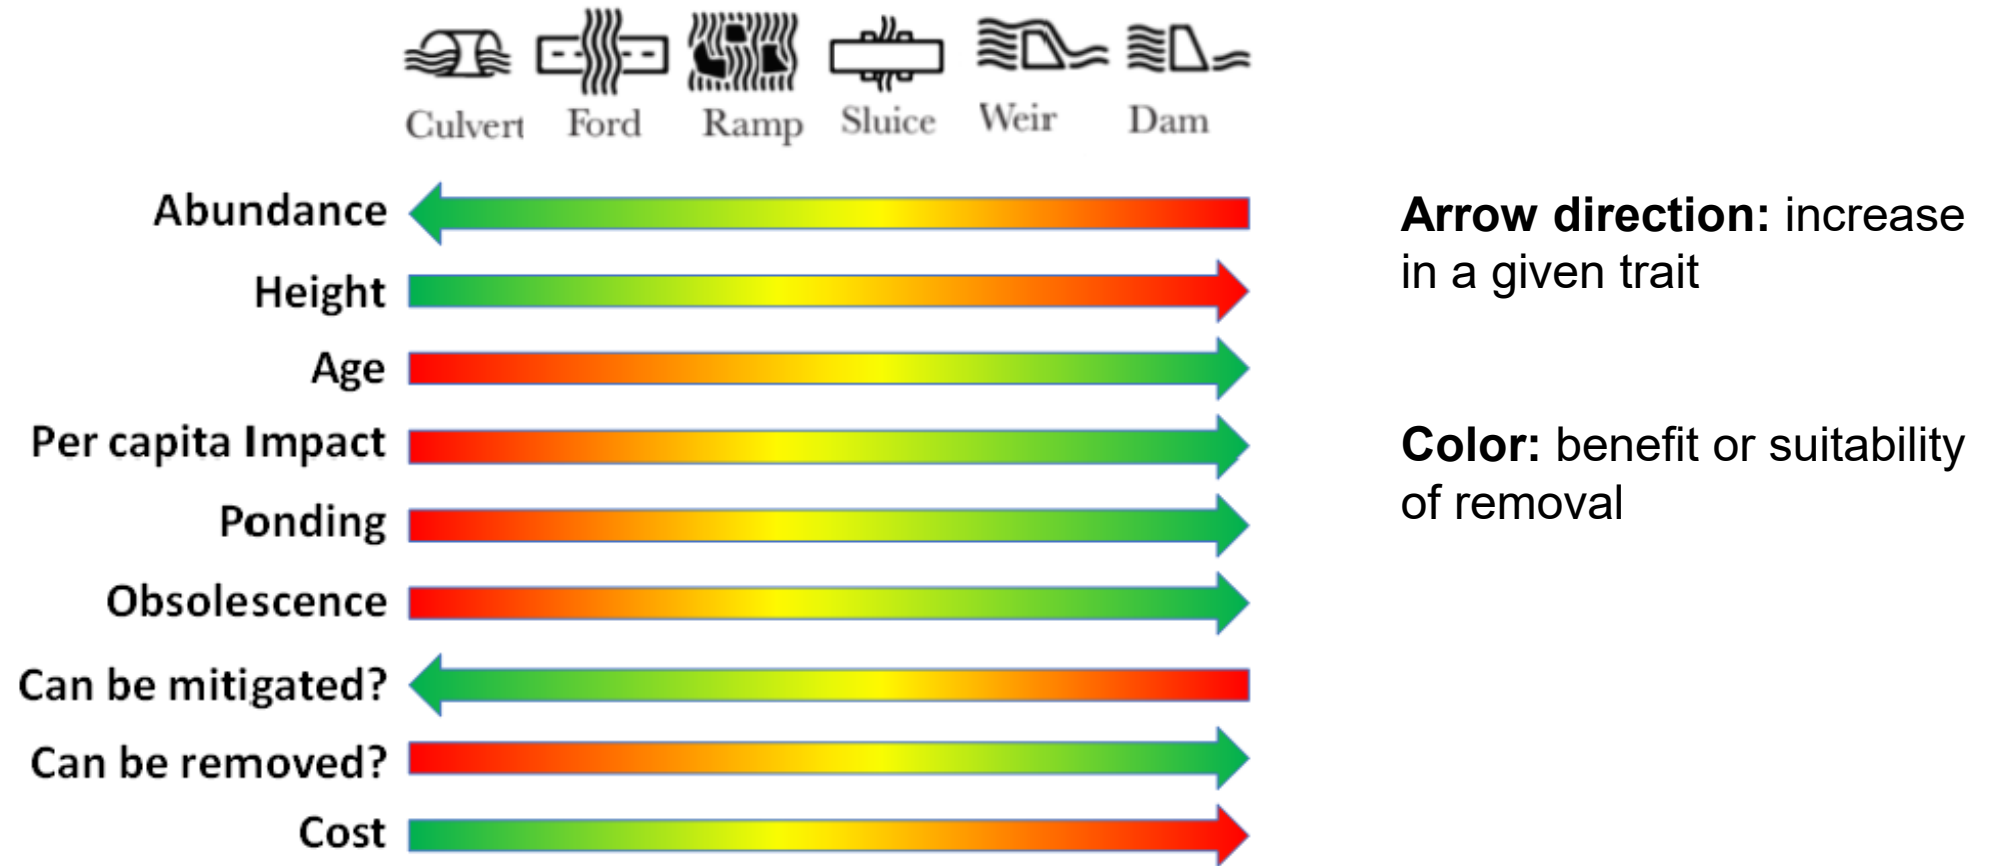 Culvert Ford Ramp Sluice Weir Dam
Abundance
Height
Age
Per capita Impact
Ponding
Obsolescence
Can be mitigated?
Can be removed?
Cost
Arrow direction: increase
in a given trait
Color: benefit or suitability
of removal